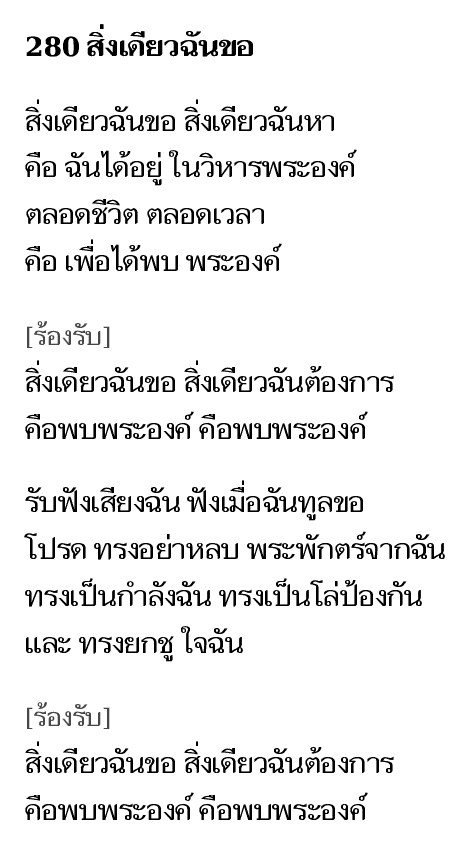 280 สิ่งเดียวฉันขอ
สิ่งเดียวฉันขอ สิ่งเดียวฉันหา
คือ ฉันได้อยู่ ในวิหารพระองค์
ตลอดชีวิต ตลอดเวลา
คือ เพื่อได้พบ พระองค์
[ร้องรับ]
สิ่งเดียวฉันขอ สิ่งเดียวฉันต้องการ
คือพบพระองค์ คือพบพระองค์
รับฟังเสียงฉัน ฟังเมื่อฉันทูลขอ
โปรด ทรงอย่าหลบ พระพักตร์จากฉัน
ทรงเป็นกำลังฉัน ทรงเป็นโล่ป้องกัน
และ ทรงยกชู ใจฉัน
[ร้องรับ]
สิ่งเดียวฉันขอ สิ่งเดียวฉันต้องการ
คือพบพระองค์ คือพบพระองค์